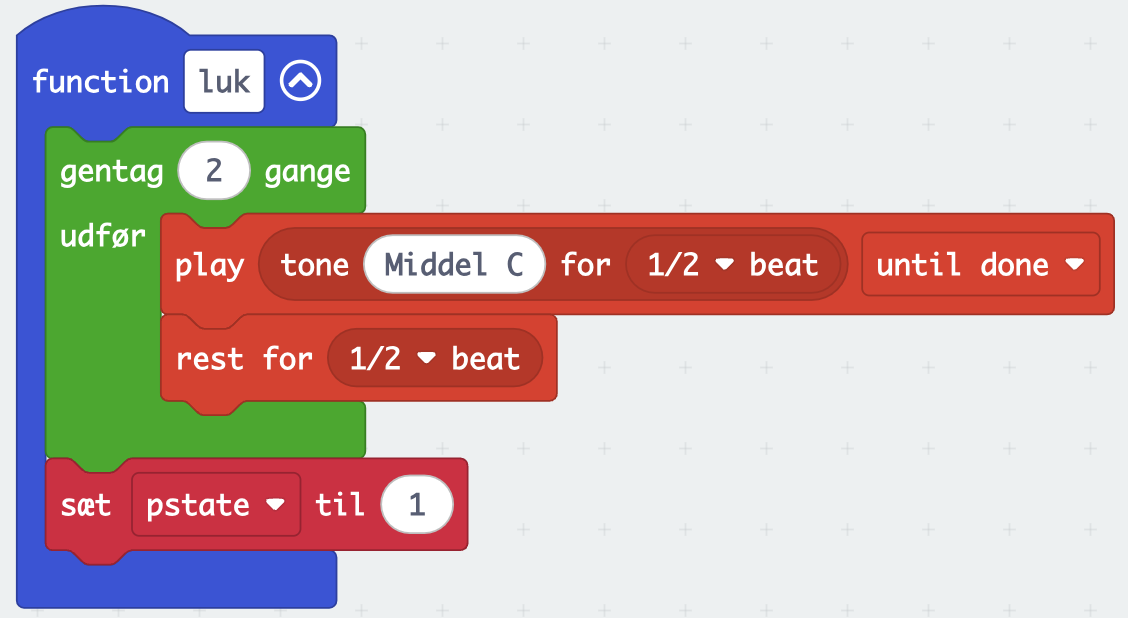 function luk
gentag 2 gange
udfør
play tone Middel C for 1/2 beat until done
rest for 1/2 beat
sæt pstate til 1